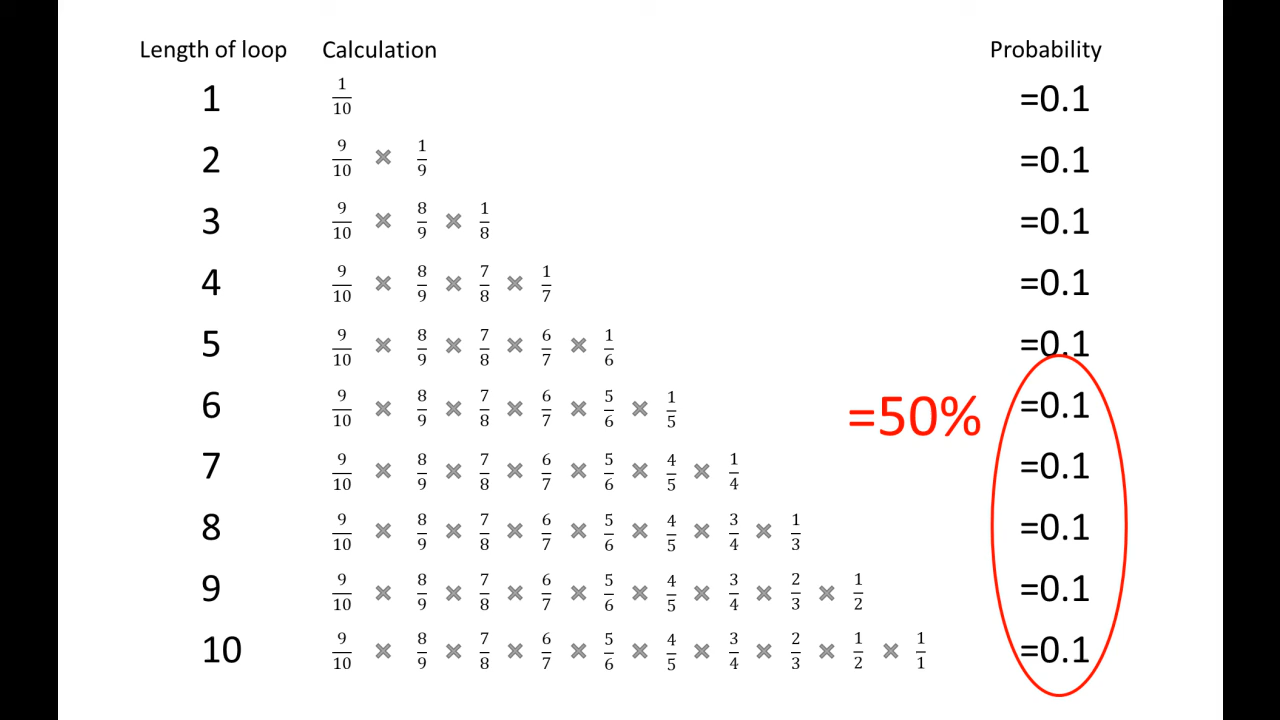 Length of loop Calculation Probability
1 1/10 =0.1
2 9/10 × 1/9 =0.1
3 9/10 × 8/9 × 1/8 =0.1
4 9/10 × 8/9 × 7/8 × 1/7 =0.1
5 9/10 × 8/9 × 7/8 × 6/7 × 1/6 =0.1
6 9/10 × 8/9 × 7/8 × 6/7 × 5/6 × 1/5 =50% =0.1
7 9/10 × 8/9 × 7/8 × 6/7 × 5/6 × 4/5 × 1/4 =0.1
8 9/10 × 8/9 × 7/8 × 6/7 × 5/6 × 4/5 × 3/4 × 1/3 =0.1
9 9/10 × 8/9 × 7/8 × 6/7 × 5/6 × 4/5 × 3/4 × 2/3 × 1/2 =0.1
10 9/10 × 8/9 × 7/8 × 6/7 × 5/6 × 4/5 × 3/4 × 2/3 × 1/2 × 1/1 =0.1